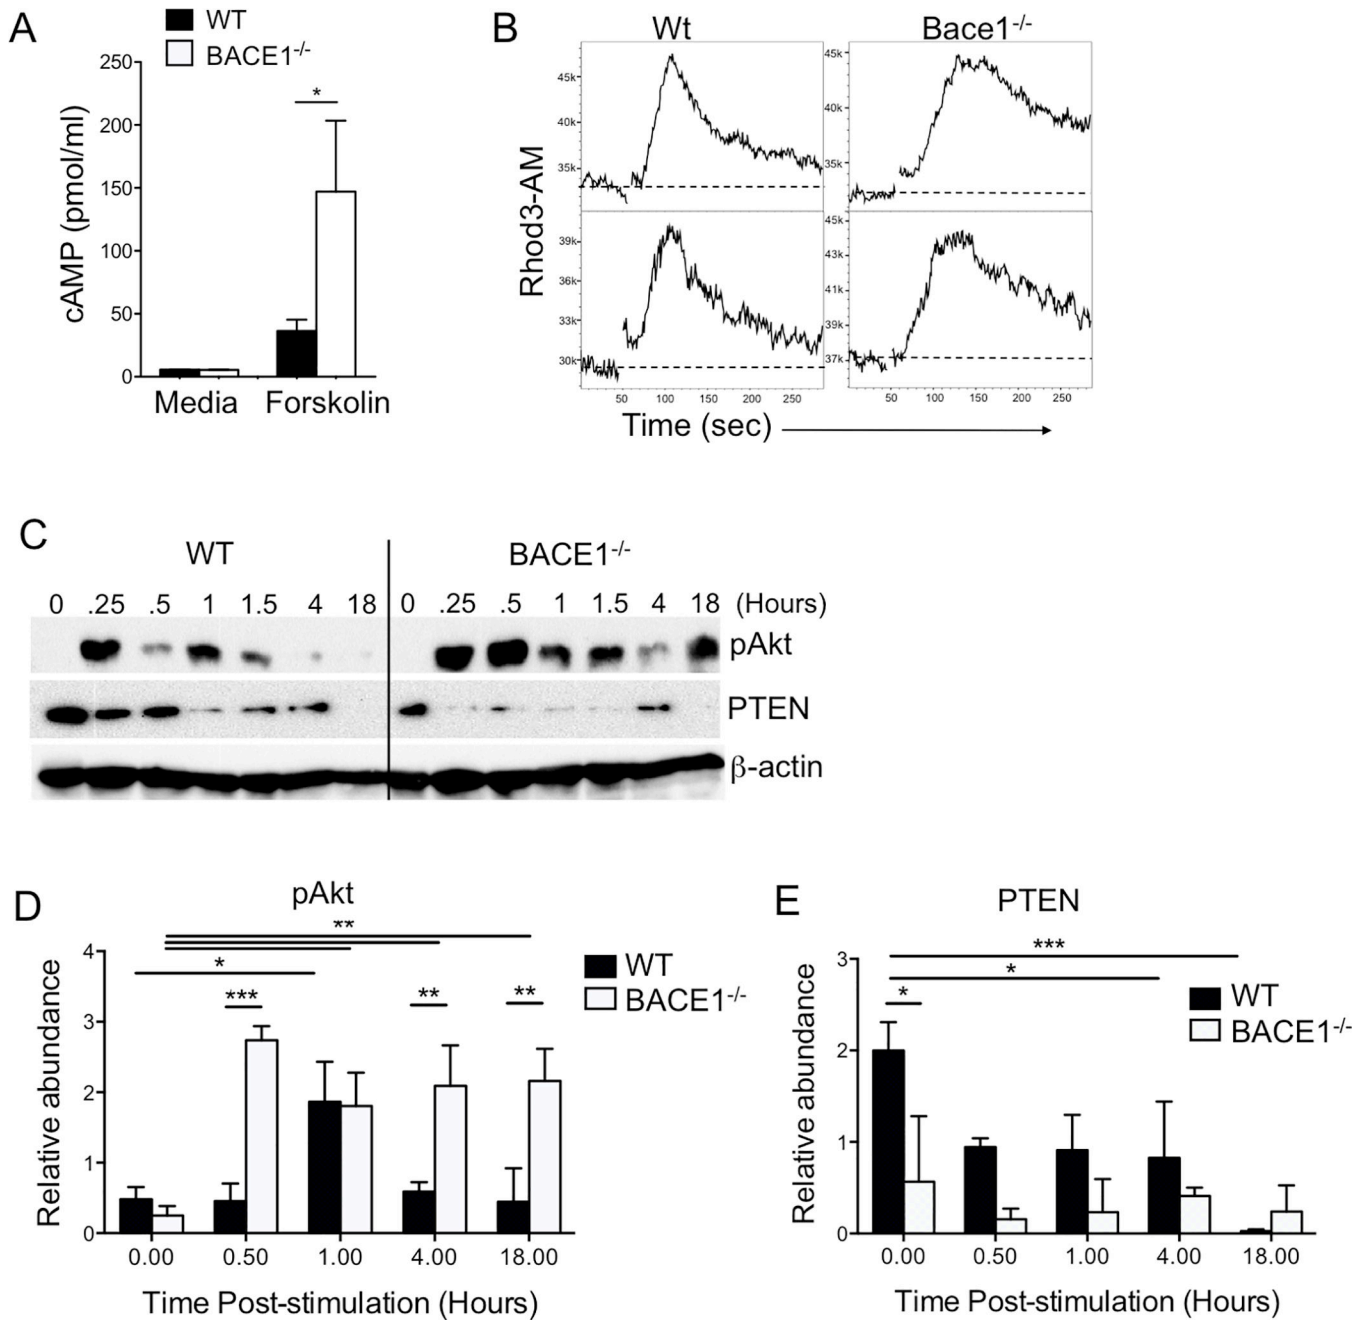 A
WT
BACE1-/-
250
200
150
100
50
0
cAMP (pmol/ml)
*
Media Forskolin
B
Wt Bace1-/-
Rhod3-AM
45k
40k
35k
45k
40k
35k
39k
36k
33k
30k
45k
43k
41k
39k
37k
50 100 150 200 250
50 100 150 200 250
Time (sec)
C
WT BACE1-/-
0 .25 .5 1 1.5 4 18 0 .25 .5 1 1.5 4 18 (Hours)
pAkt
PTEN
β-actin
D
pAkt
**
*
*** ** **
WT
BACE1-/-
4
3
2
1
0
Relative abundance
0.00 0.50 1.00 4.00 18.00
Time Post-stimulation (Hours)
E
PTEN
***
*
*
WT
BACE1-/-
3
2
1
0
Relative abundance
0.00 0.50 1.00 4.00 18.00
Time Post-stimulation (Hours)